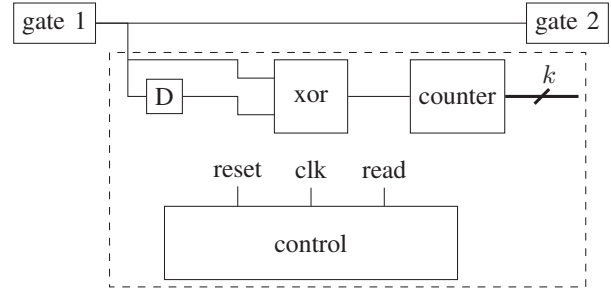 gate 1 gate 2
D xor counter k
reset clk read
control